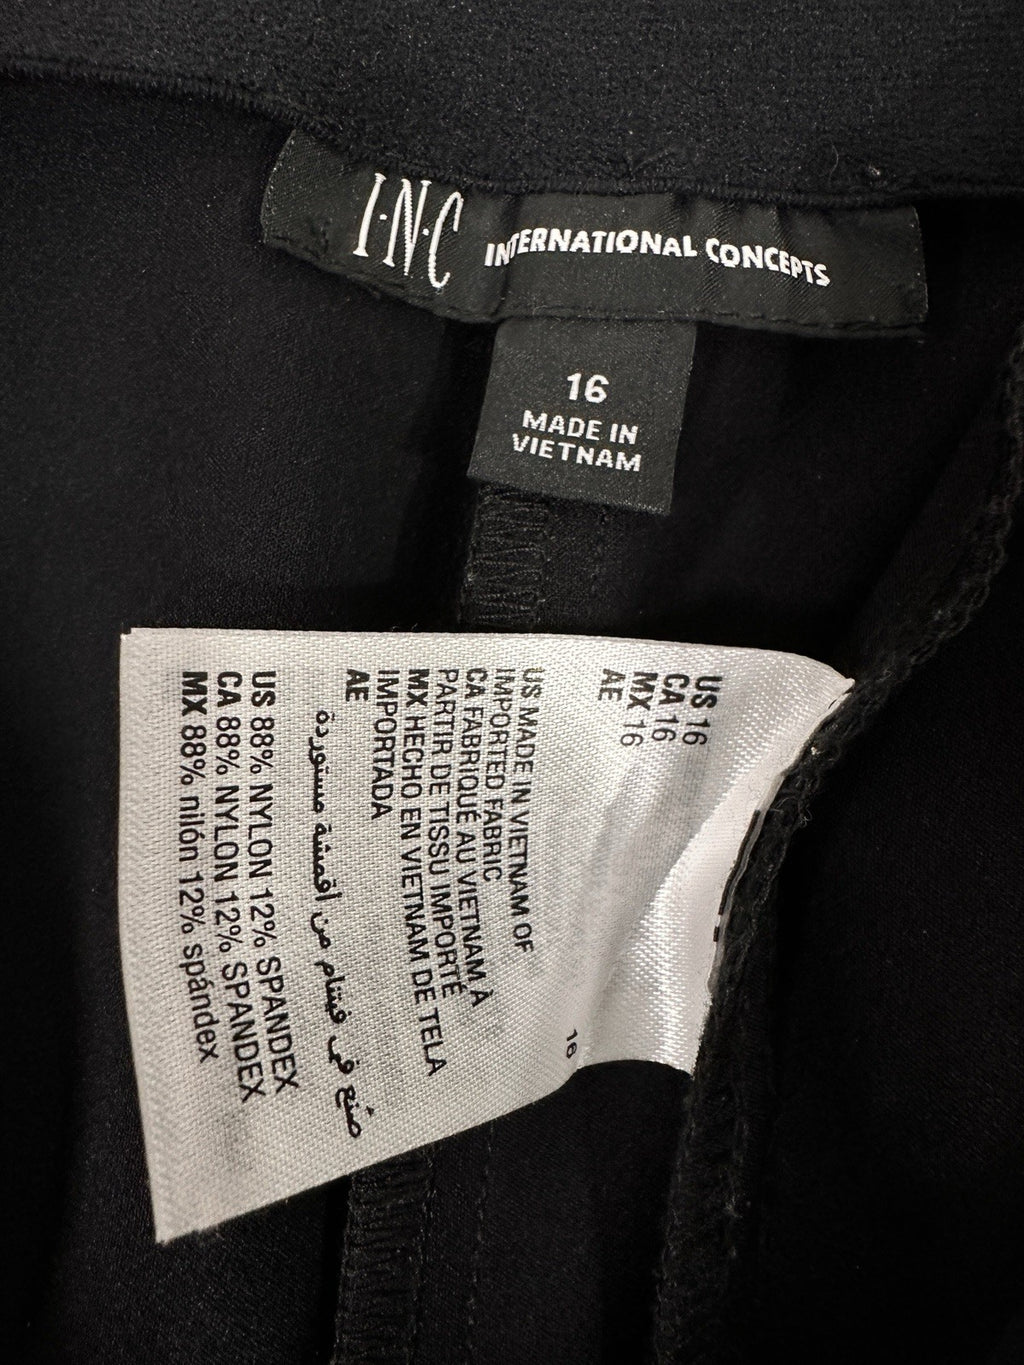 I·N·C INTERNATIONAL CONCEPTS
16
MADE IN
VIETNAM
US 16
CA 16
MX 16
AE
US MADE IN VIETNAM OF
IMPORTED FABRIC
CA FABRIQUÉ AU VIETNAM À
PARTIR DE TISSU IMPORTÉ
MX HECHO EN VIETNAM DE TELA
IMPORTADA
AE
صُنع في فيتنام من أقمشة مستوردة
US 88% NYLON 12% SPANDEX
CA 88% NYLON 12% SPANDEX
MX 88% nilón 12% spándex
16